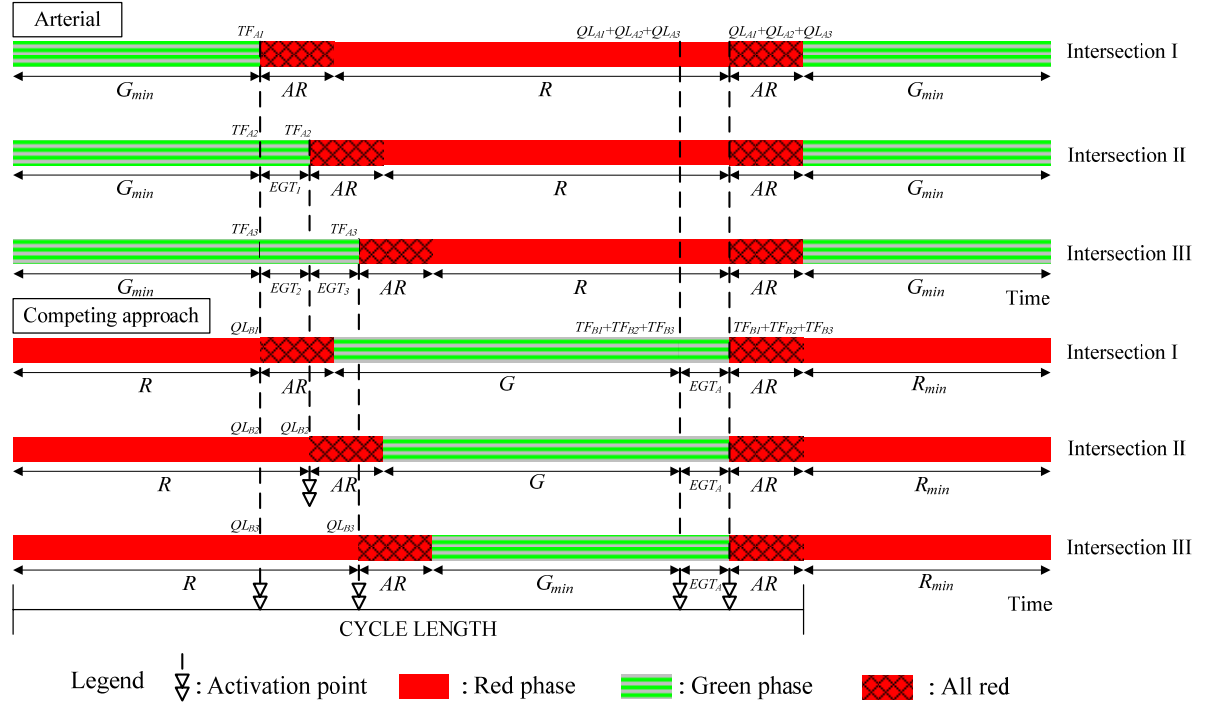 Arterial
TF_A1 QL_A1+QL_A2+QL_A3 QL_A1+QL_A2+QL_A3
Intersection I
G_min AR R AR G_min
TF_A2 TF_A2
Intersection II
G_min EGT_1 AR R AR G_min
TF_A3 TF_A3
Intersection III
G_min EGT_2 EGT_3 AR R AR G_min
Time
Competing approach
QL_B1 TF_B1+TF_B2+TF_B3 TF_B1+TF_B2+TF_B3
Intersection I
R AR G EGT_A AR R_min
QL_B2 QL_B2
Intersection II
R AR G EGT_A AR R_min
QL_B3 QL_B3
Intersection III
R AR G_min EGT_A AR R_min
Time
CYCLE LENGTH
Legend : Activation point : Red phase : Green phase : All red